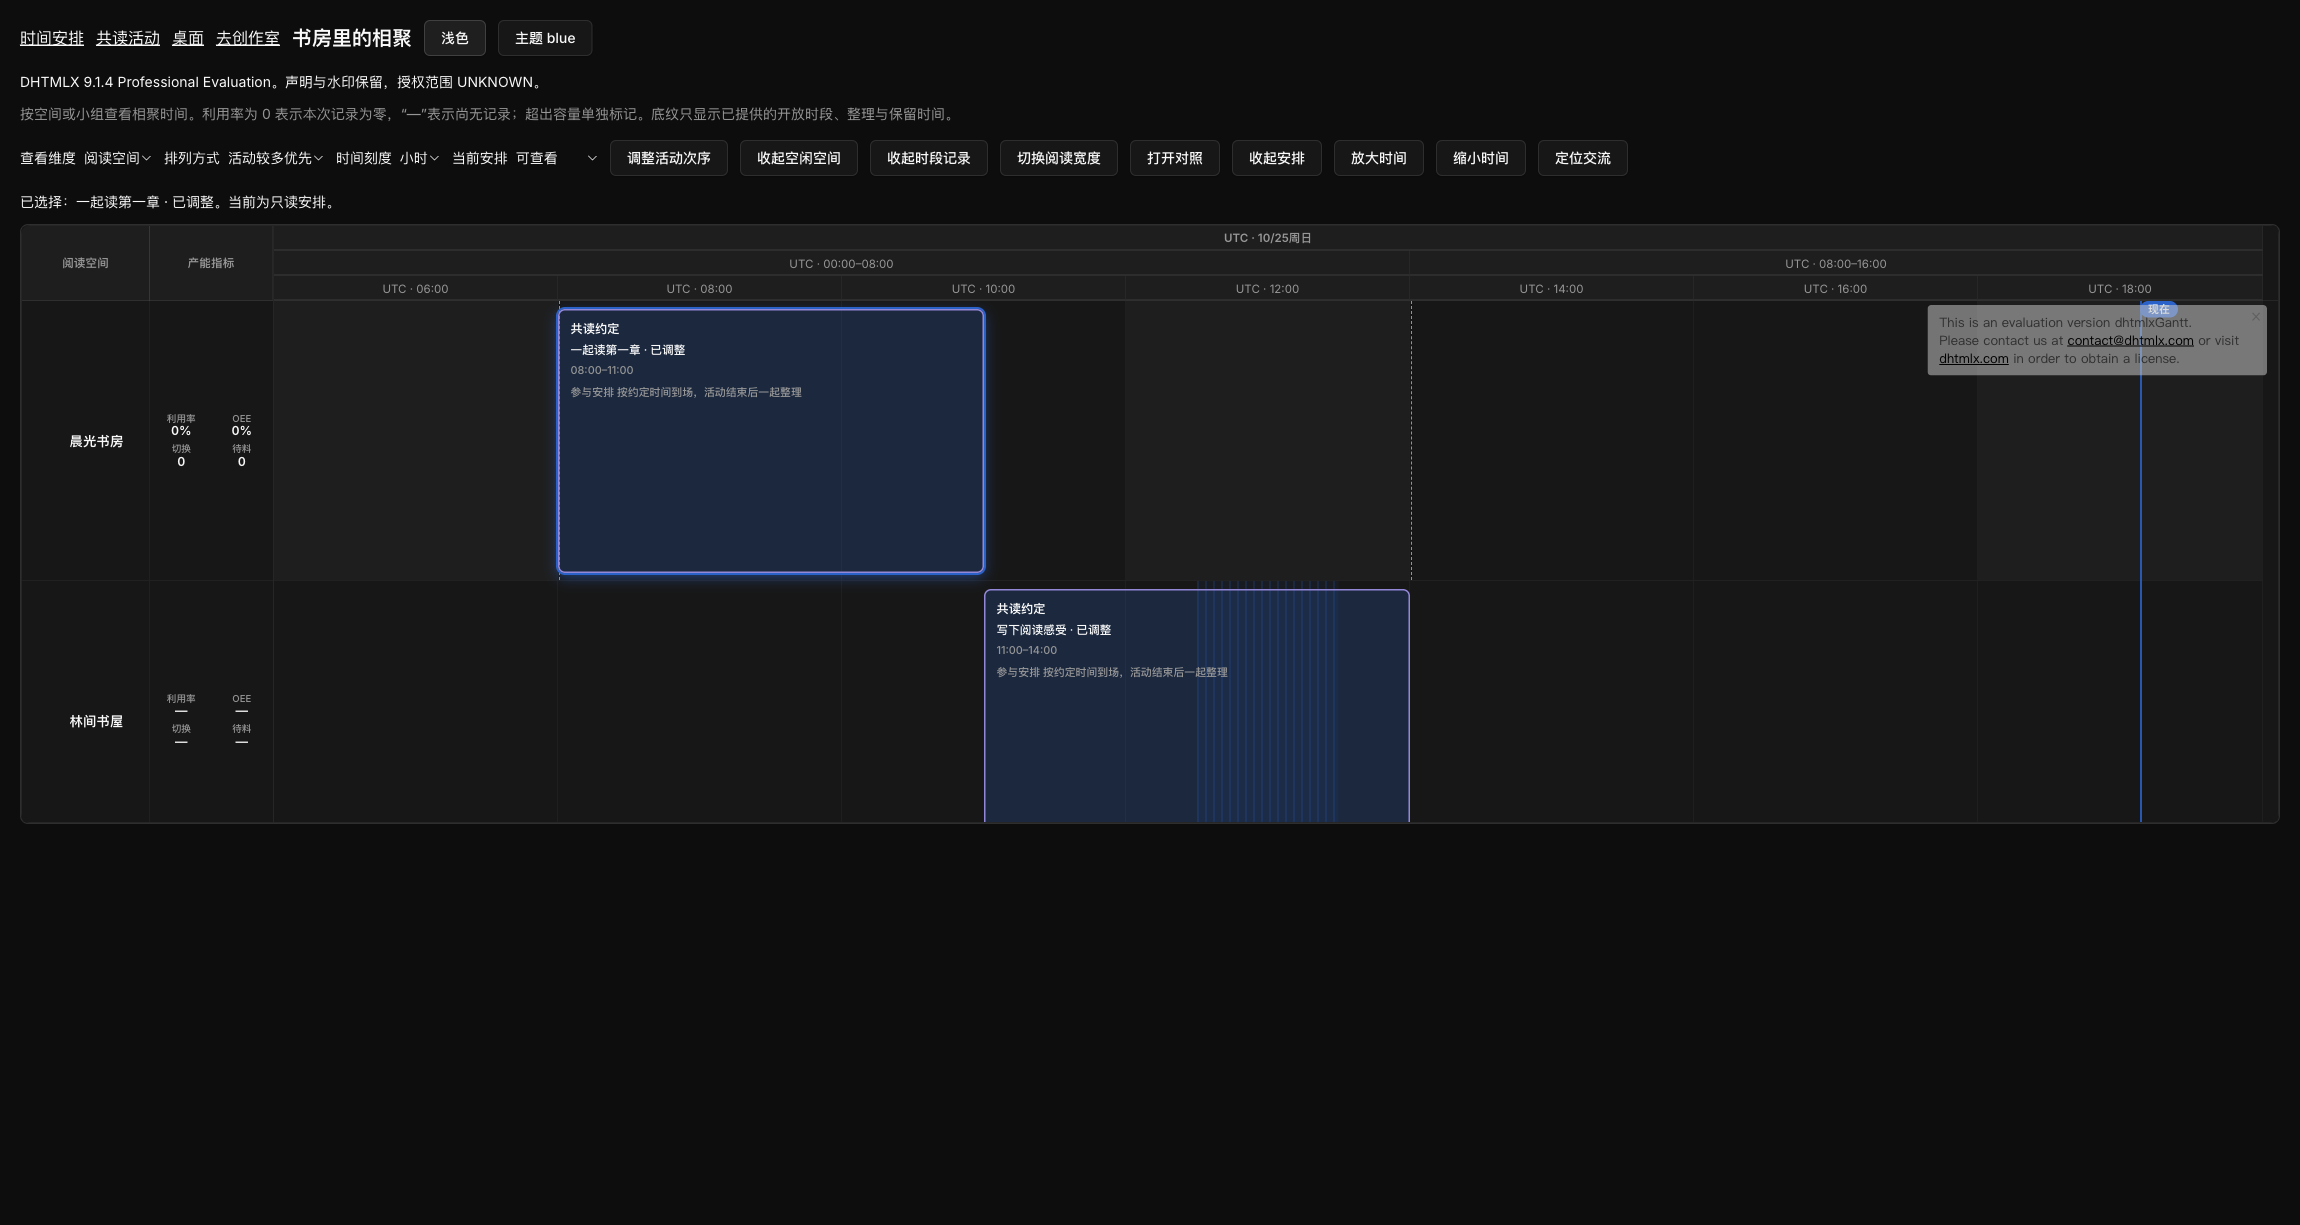 时间安排 共读活动 桌面 去创作室 书房里的相聚 浅色 主题 blue
DHTMLX 9.1.4 Professional Evaluation。声明与水印保留，授权范围 UNKNOWN。
按空间或小组查看相聚时间。利用率为 0 表示本次记录为零，“—”表示尚无记录；超出容量单独标记。底纹只显示已提供的开放时段、整理与保留时间。
查看维度 阅读空间 排列方式 活动较多优先 时间刻度 小时 当前安排 可查看 调整活动次序 收起空闲空间 收起时段记录 切换阅读宽度 打开对照 收起安排 放大时间 缩小时间 定位交流
已选择：一起读第一章 · 已调整。当前为只读安排。
阅读空间 产能指标
UTC · 10/25周日
UTC · 00:00–08:00 UTC · 08:00–16:00
UTC · 06:00 UTC · 08:00 UTC · 10:00 UTC · 12:00 UTC · 14:00 UTC · 16:00 UTC · 18:00
现在
This is an evaluation version dhtmlxGantt.
Please contact us at contact@dhtmlx.com or visit
dhtmlx.com in order to obtain a license.
×
晨光书房
利用率 OEE
0% 0%
切换 待料
0 0
共读约定
一起读第一章 · 已调整
08:00–11:00
参与安排 按约定时间到场，活动结束后一起整理
林间书屋
利用率 OEE
— —
切换 待料
— —
共读约定
写下阅读感受 · 已调整
11:00–14:00
参与安排 按约定时间到场，活动结束后一起整理